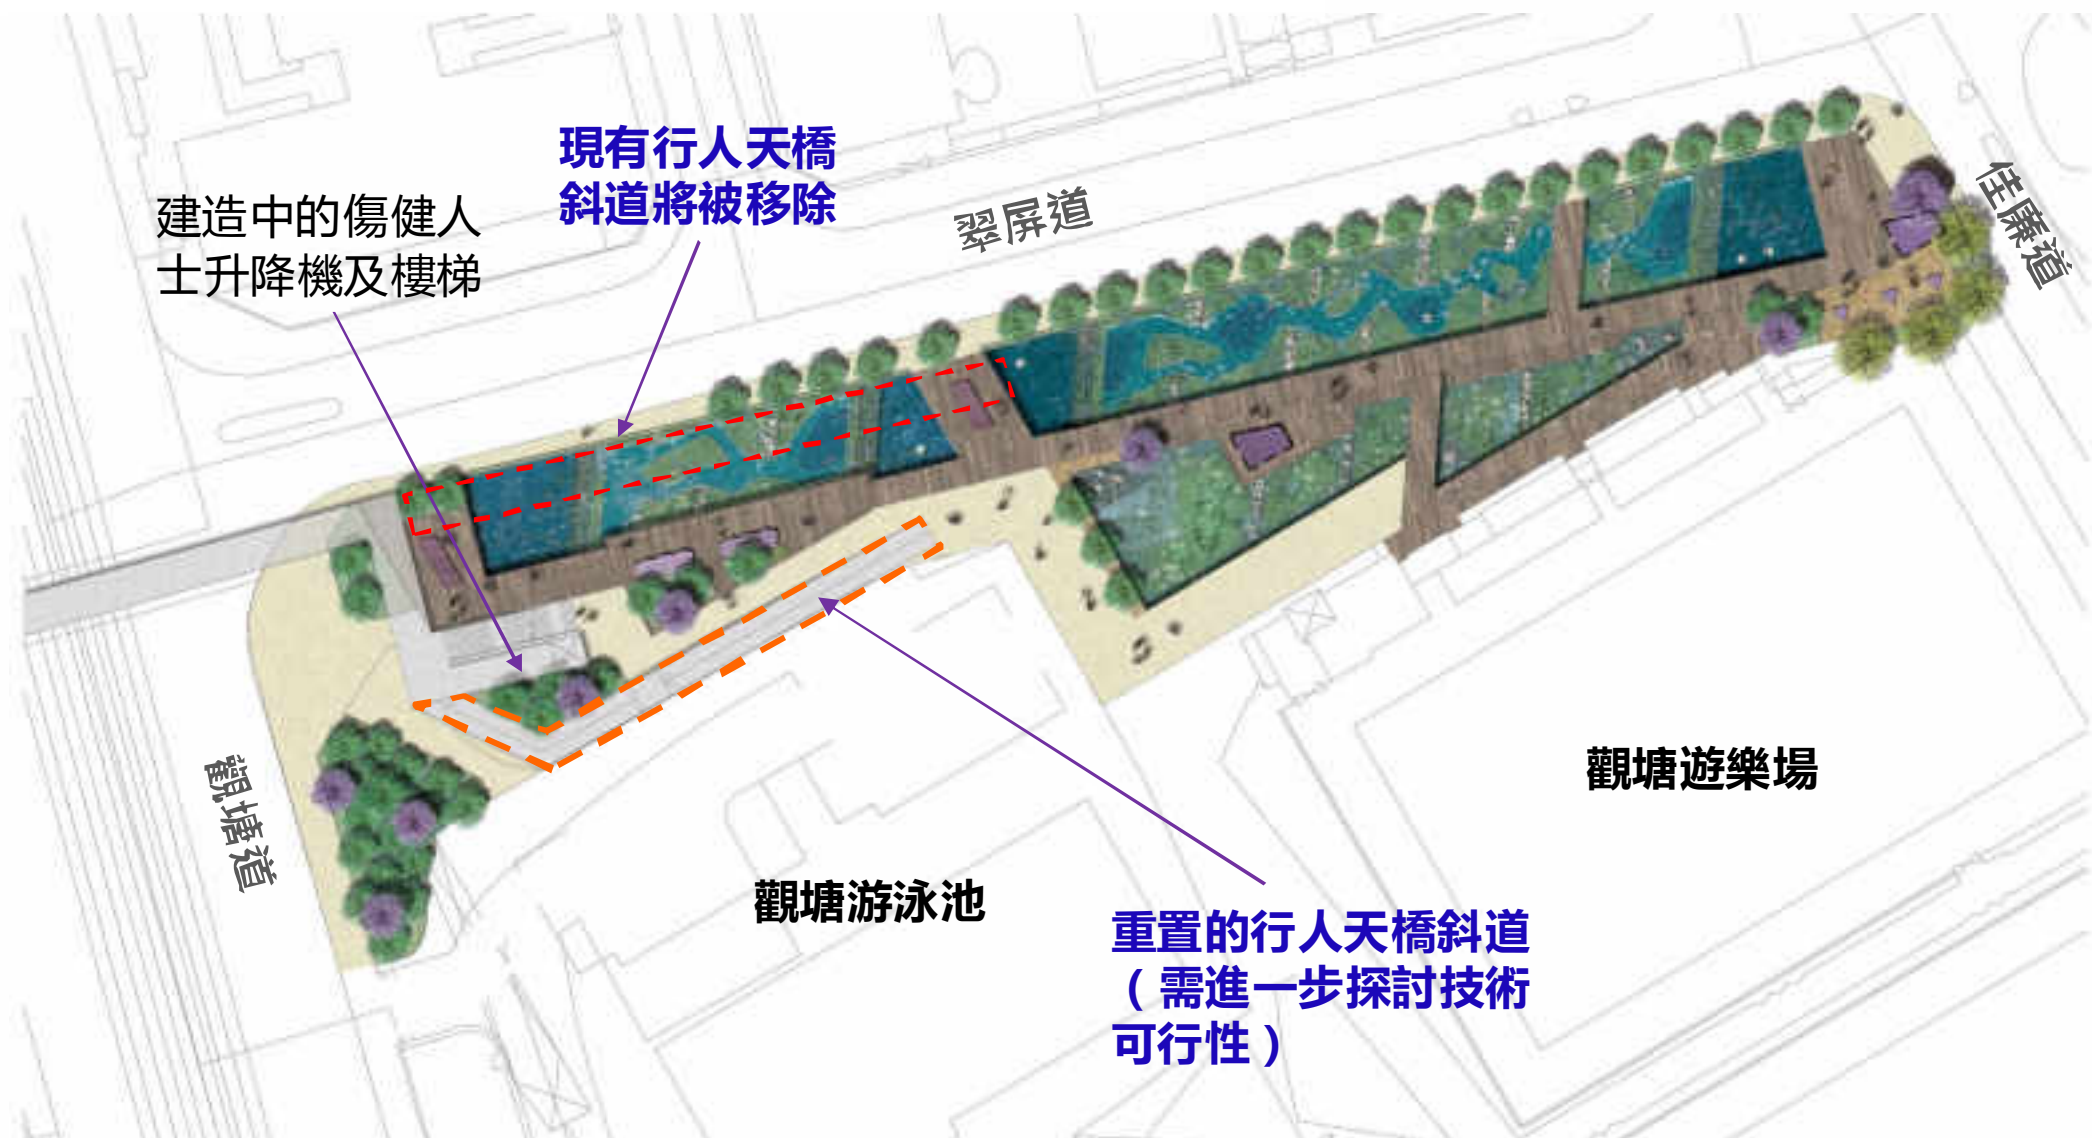 現有行人天橋
斜道將被移除
建造中的傷健人
士升降機及樓梯
翠屏道
佳廉道
觀塘道
觀塘遊樂場
觀塘游泳池
重置的行人天橋斜道
（需進一步探討技術
可行性）